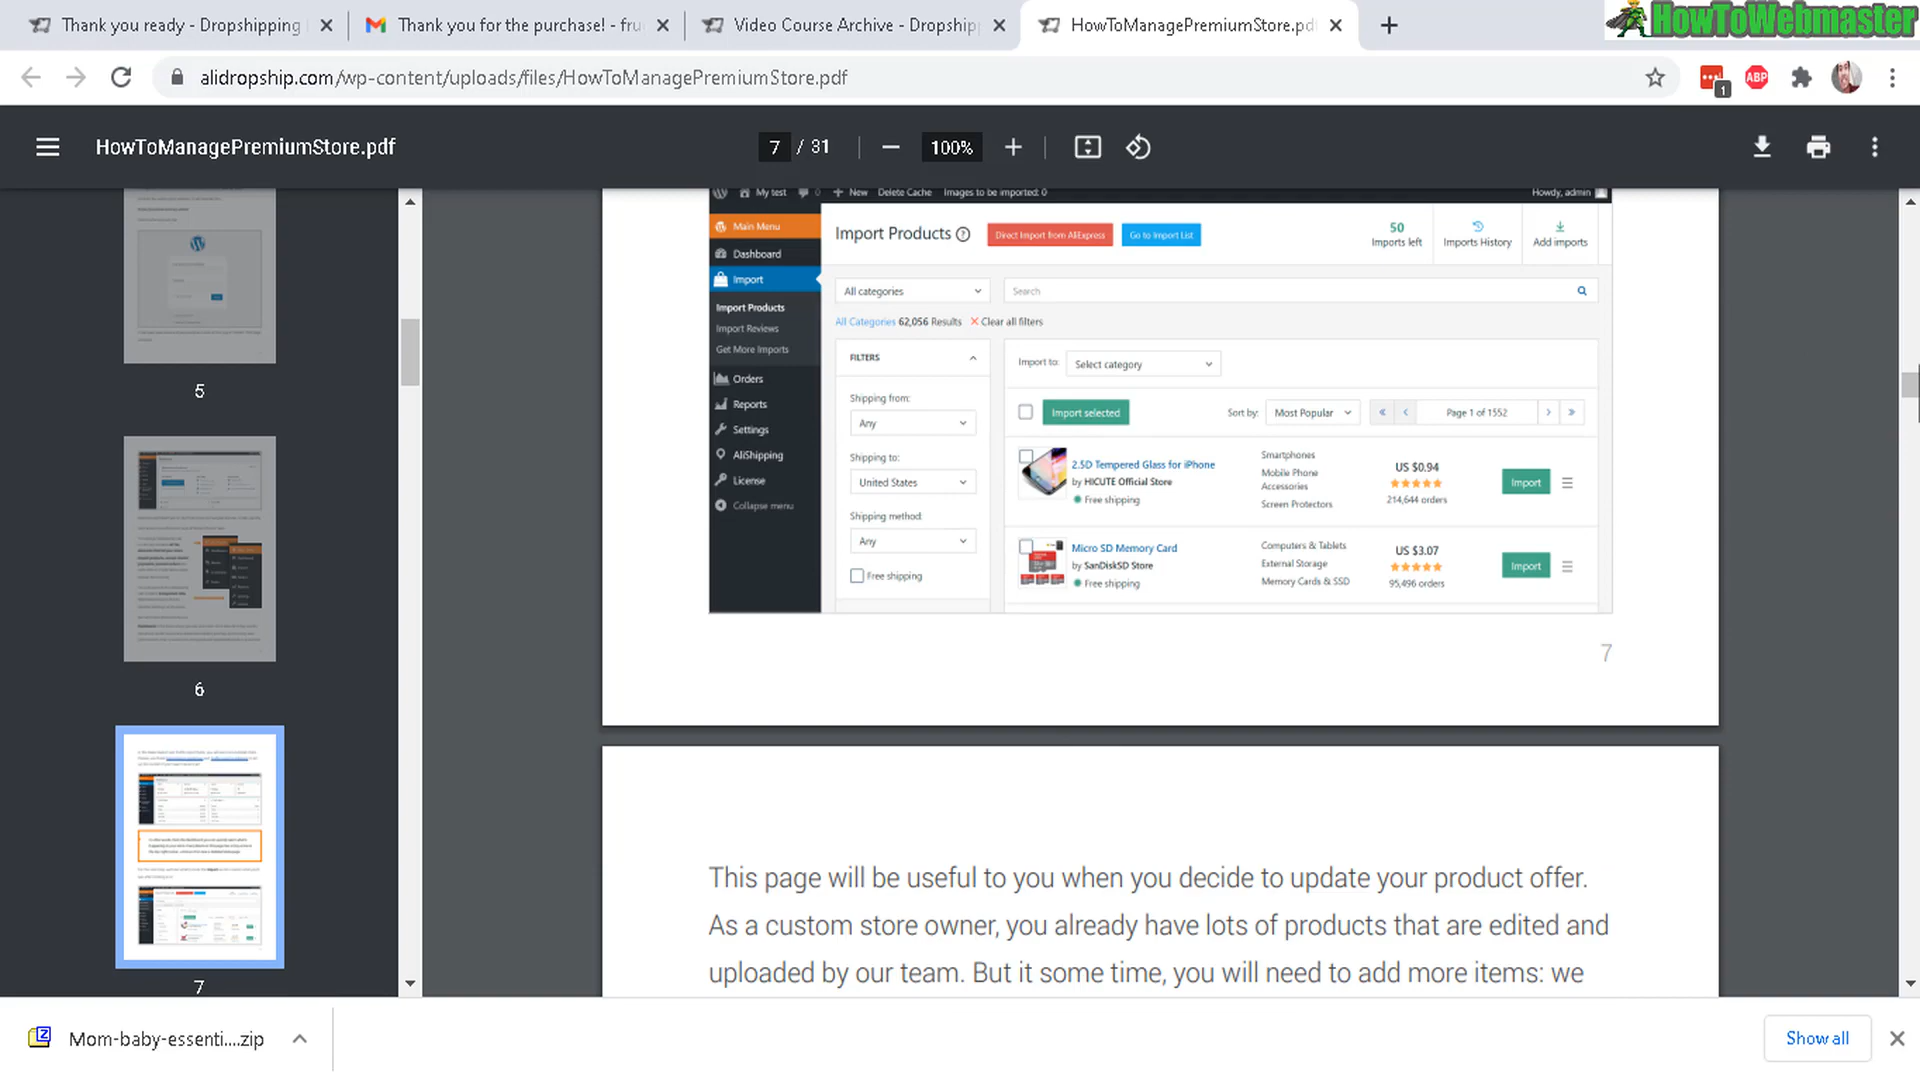 Thank you ready - Dropshipping
Thank you for the purchase! - fru
Video Course Archive - Dropship
HowToManagePremiumStore.pdf
HowToWebmaster
alidropship.com/wp-content/uploads/files/HowToManagePremiumStore.pdf
1
ABP
HowToManagePremiumStore.pdf
7 / 31
100%
5
6
7
My test
0
New
Delete Cache
Images to be imported: 0
Howdy, admin
Main Menu
Dashboard
Import
Import Products
Import Reviews
Get More Imports
Orders
Reports
Settings
AliShipping
License
Collapse menu
Import Products
Direct Import from AliExpress
Go to Import List
50
Imports left
Imports History
Add imports
All categories
Search
All Categories 62,056 Results
Clear all filters
FILTERS
Shipping from:
Any
Shipping to:
United States
Shipping method:
Any
Free shipping
Import to:
Select category
Import selected
Sort by:
Most Popular
« ‹ Page 1 of 1552 › »
2.5D Tempered Glass for iPhone
by HICUTE Official Store
Free shipping
Smartphones
Mobile Phone
Accessories
Screen Protectors
US $0.94
214,644 orders
Import
Micro SD Memory Card
by SanDiskSD Store
Free shipping
Computers & Tablets
External Storage
Memory Cards & SSD
US $3.07
95,496 orders
Import
7
This page will be useful to you when you decide to update your product offer.
As a custom store owner, you already have lots of products that are edited and
uploaded by our team. But it some time, you will need to add more items: we
Mom-baby-essenti....zip
Show all